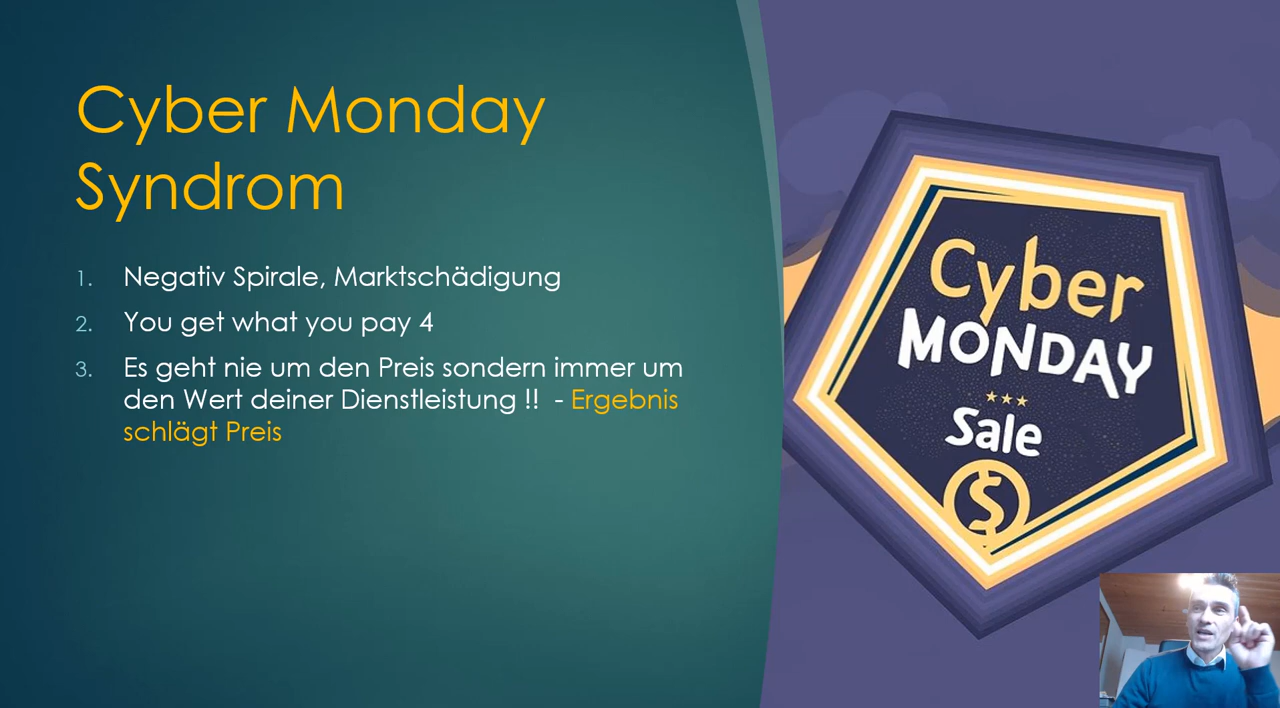 Cyber Monday
Syndrom
1. Negativ Spirale, Marktschädigung
2. You get what you pay 4
3. Es geht nie um den Preis sondern immer um
den Wert deiner Dienstleistung !! - Ergebnis
schlägt Preis
Cyber
MONDAY
Sale
$